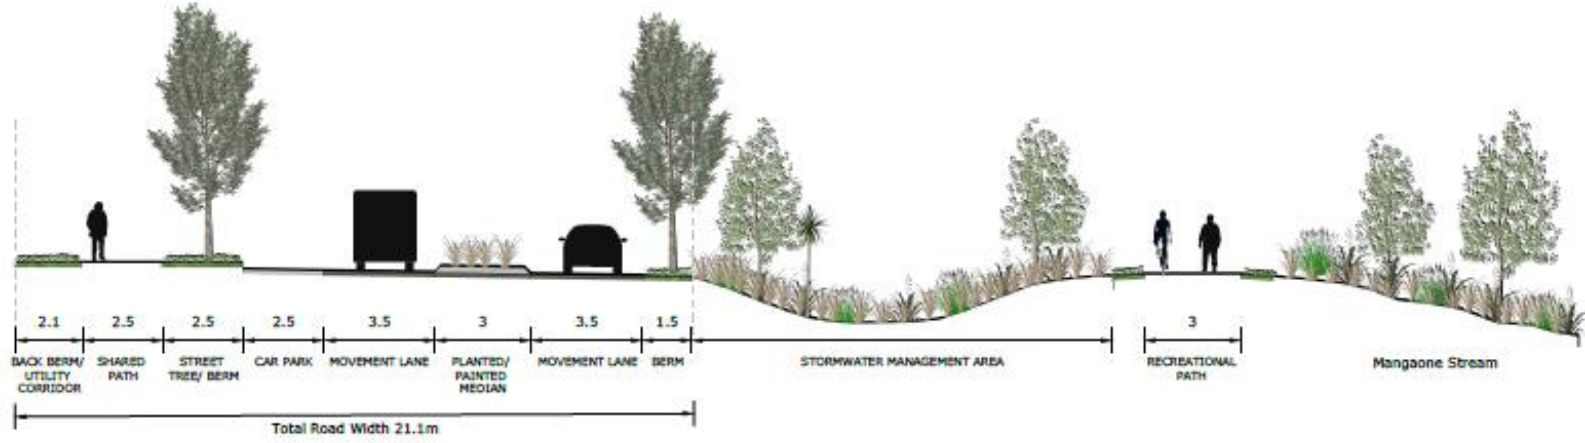 2.1 2.5 2.5 2.5 3.5 3 3.5 1.5 3
BACK BERM/ SHARED STREET CAR PARK MOVEMENT LANE PLANTED/ MOVEMENT LANE BERM STORMWATER MANAGEMENT AREA RECREATIONAL Mangaone Stream
UTILITY PATH TREE/ BERM PAINTED PATH
CORRIDOR MEDIAN
Total Road Width 21.1m